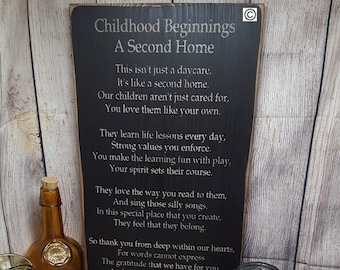 ©
Childhood Beginnings
A Second Home
This isn't just a daycare,
It's like a second home.
Our children aren't just cared for,
You love them like your own.
They learn life lessons every day,
Strong values you enforce.
You make the learning fun with play,
Your spirit sets their course.
They love the way you read to them,
And sing those silly songs.
In this special place that you create,
They feel that they belong.
So thank you from deep within our hearts,
For words cannot express
The gratitude that we have for you